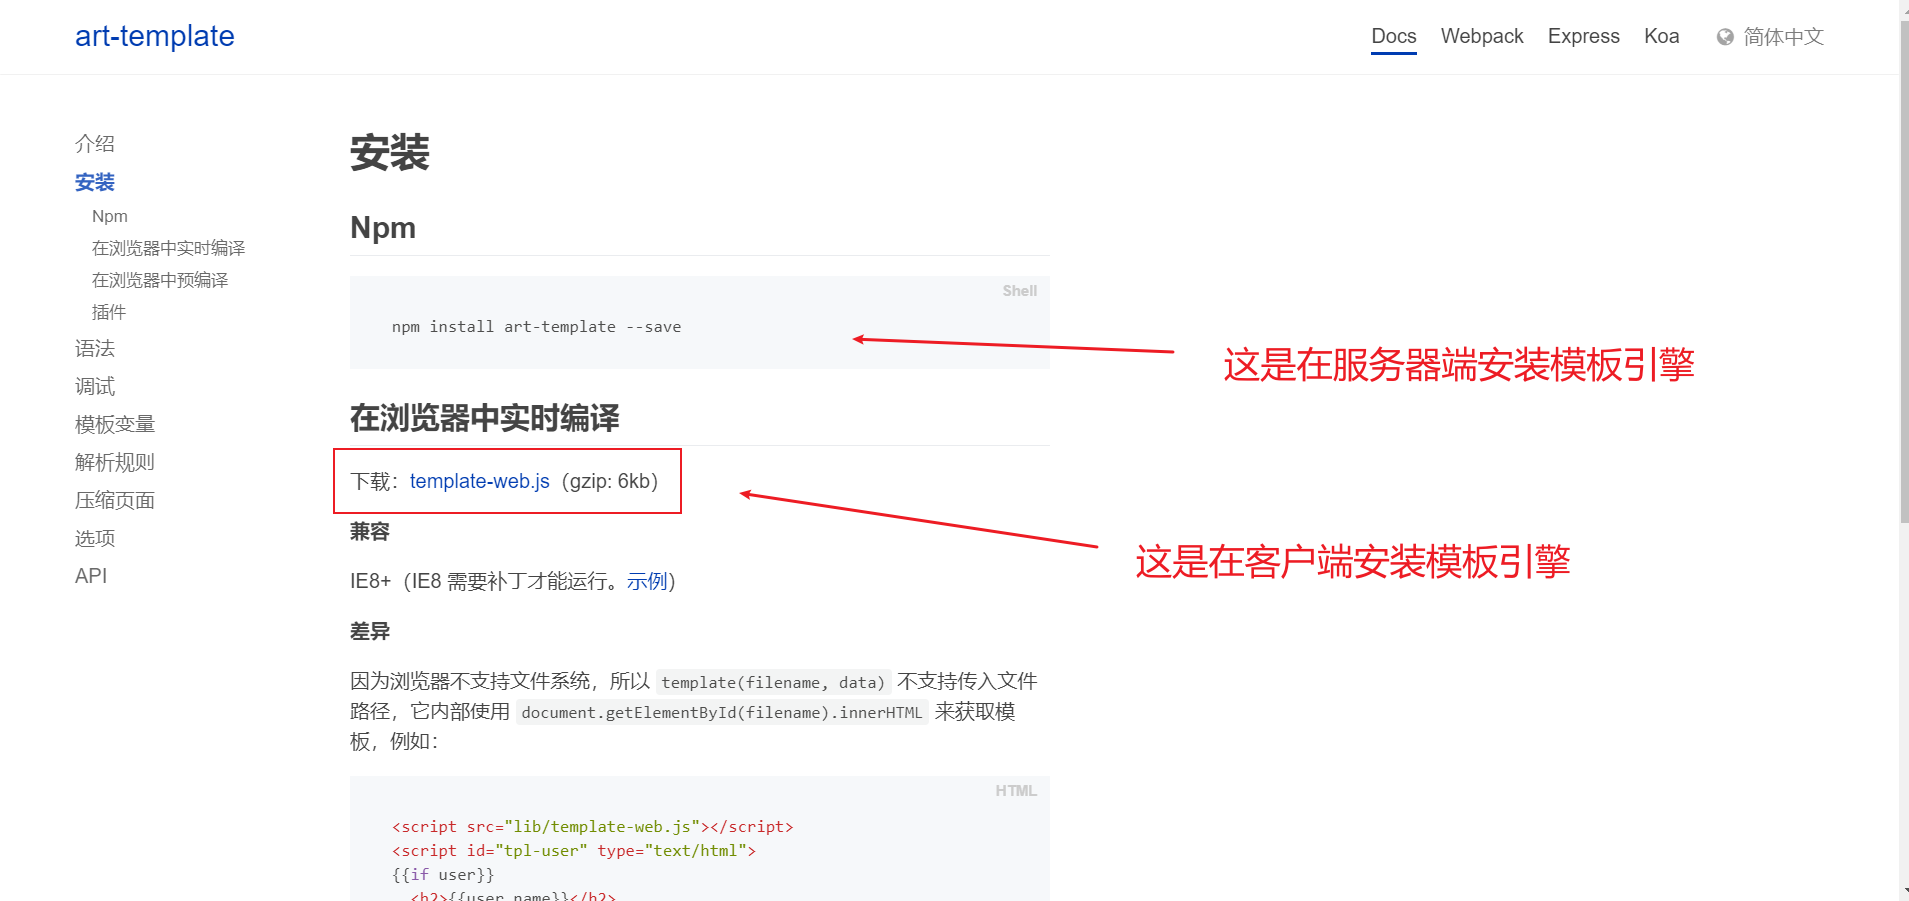 art-template
Docs Webpack Express Koa 简体中文
介绍
安装
Npm
在浏览器中实时编译
在浏览器中预编译
插件
语法
调试
模板变量
解析规则
压缩页面
选项
API
安装
Npm
Shell
npm install art-template --save
这是在服务器端安装模板引擎
在浏览器中实时编译
下载：template-web.js（gzip: 6kb）
这是在客户端安装模板引擎
兼容
IE8+（IE8 需要补丁才能运行。示例）
差异
因为浏览器不支持文件系统，所以 template(filename, data) 不支持传入文件
路径，它内部使用 document.getElementById(filename).innerHTML 来获取模
板，例如：
HTML
<script src="lib/template-web.js"></script>
<script id="tpl-user" type="text/html">
{{if user}}
<h2>{{user.name}}</h2>